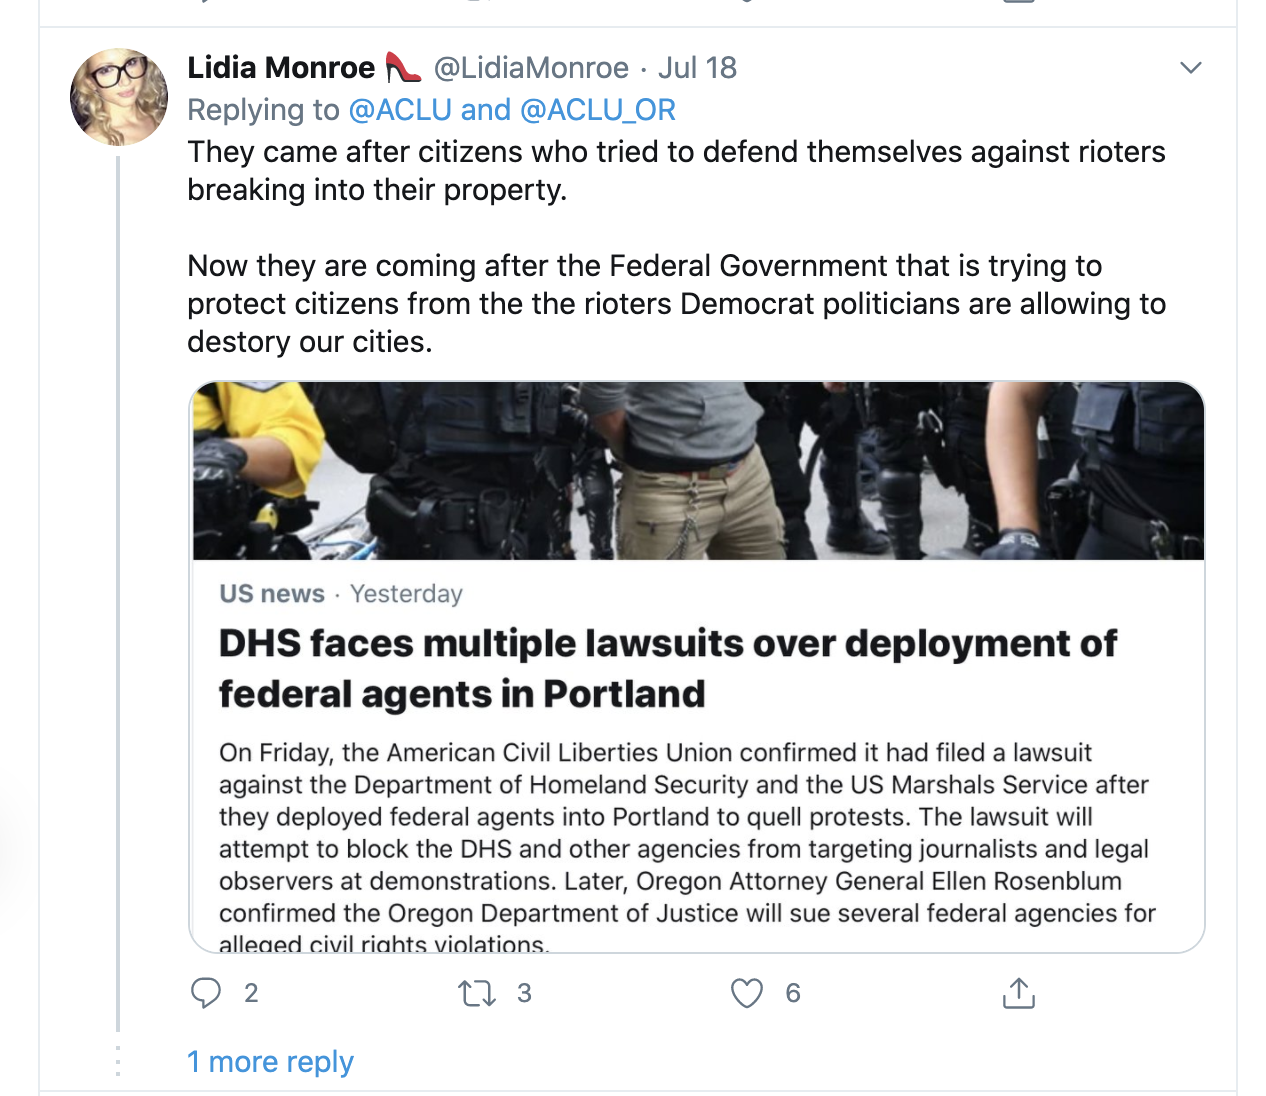 Lidia Monroe 👠 @LidiaMonroe · Jul 18
Replying to @ACLU and @ACLU_OR
They came after citizens who tried to defend themselves against rioters
breaking into their property.
Now they are coming after the Federal Government that is trying to
protect citizens from the the rioters Democrat politicians are allowing to
destory our cities.
US news · Yesterday
DHS faces multiple lawsuits over deployment of
federal agents in Portland
On Friday, the American Civil Liberties Union confirmed it had filed a lawsuit
against the Department of Homeland Security and the US Marshals Service after
they deployed federal agents into Portland to quell protests. The lawsuit will
attempt to block the DHS and other agencies from targeting journalists and legal
observers at demonstrations. Later, Oregon Attorney General Ellen Rosenblum
confirmed the Oregon Department of Justice will sue several federal agencies for
alleged civil rights violations.
2 3 6
1 more reply